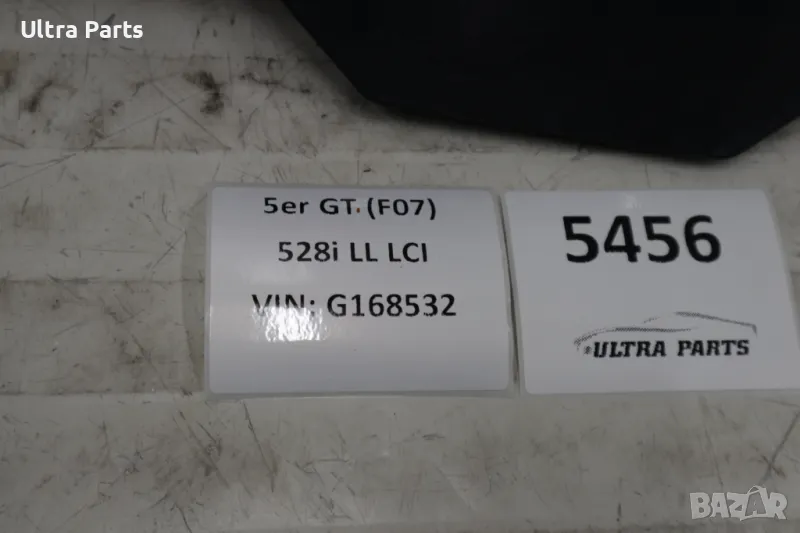 Ultra Parts
5er GT. (F07)
528i LL LCI
VIN: G168532
5456
ULTRA PARTS
BAZAR